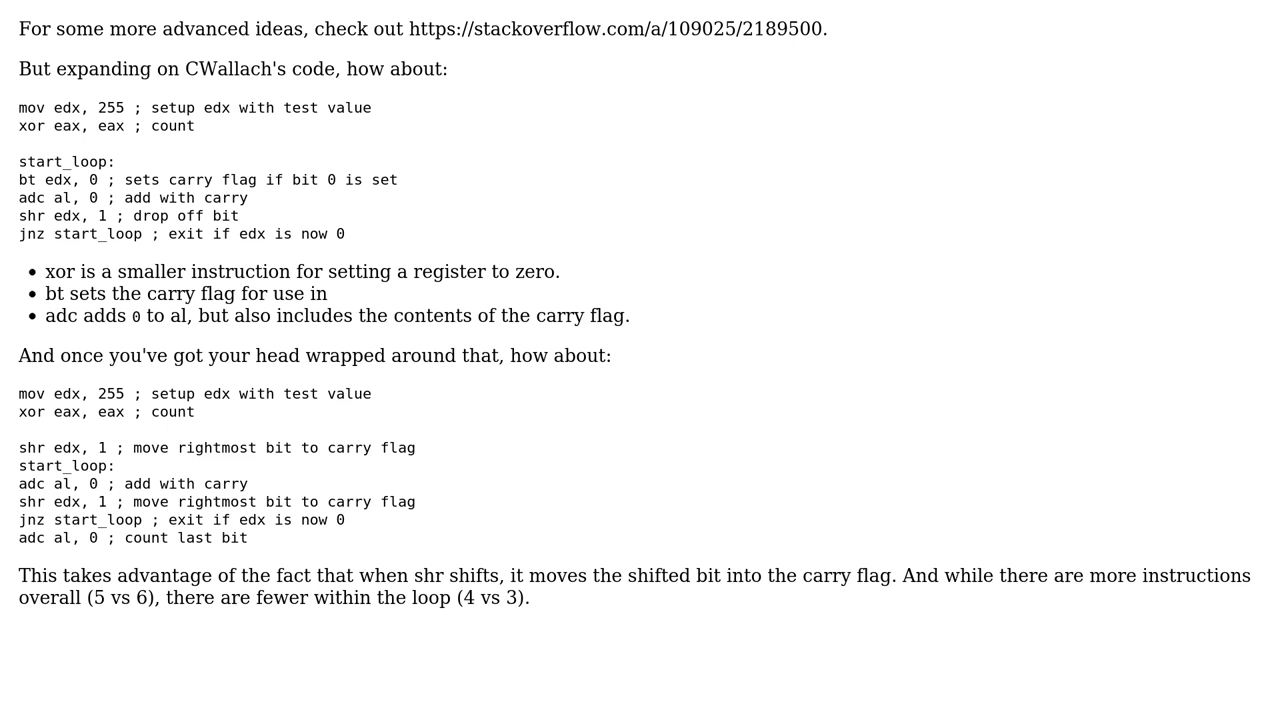 For some more advanced ideas, check out https://stackoverflow.com/a/109025/2189500.
But expanding on CWallach's code, how about:
mov edx, 255 ; setup edx with test value
xor eax, eax ; count
start_loop:
bt edx, 0 ; sets carry flag if bit 0 is set
adc al, 0 ; add with carry
shr edx, 1 ; drop off bit
jnz start_loop ; exit if edx is now 0
• xor is a smaller instruction for setting a register to zero.
• bt sets the carry flag for use in
• adc adds 0 to al, but also includes the contents of the carry flag.
And once you've got your head wrapped around that, how about:
mov edx, 255 ; setup edx with test value
xor eax, eax ; count
shr edx, 1 ; move rightmost bit to carry flag
start_loop:
adc al, 0 ; add with carry
shr edx, 1 ; move rightmost bit to carry flag
jnz start_loop ; exit if edx is now 0
adc al, 0 ; count last bit
This takes advantage of the fact that when shr shifts, it moves the shifted bit into the carry flag. And while there are more instructions
overall (5 vs 6), there are fewer within the loop (4 vs 3).